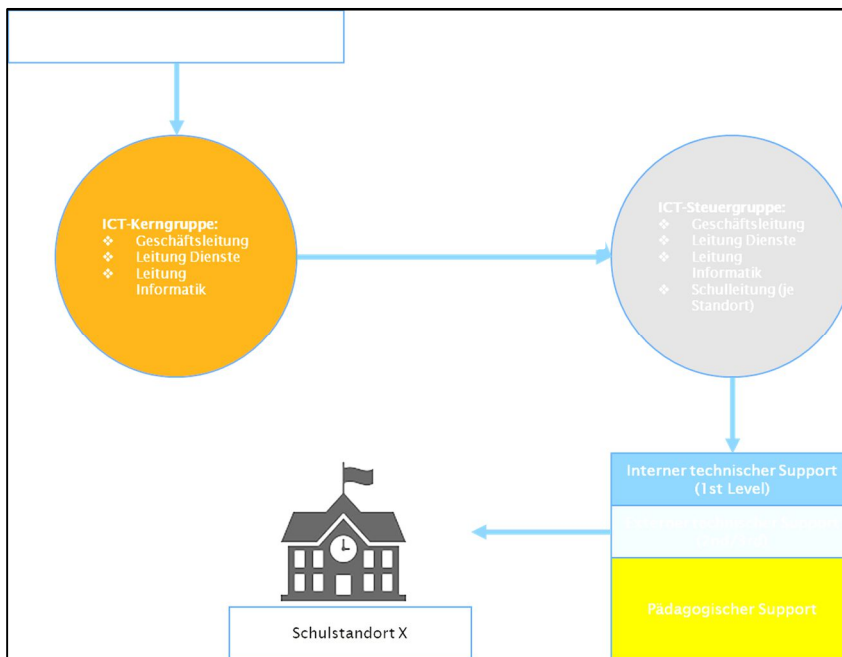 ICT-Kerngruppe:
❖ Geschäftsleitung
❖ Leitung Dienste
❖ Leitung
Informatik
ICT-Steuergruppe:
❖ Geschäftsleitung
❖ Leitung Dienste
❖ Leitung
Informatik
❖ Schulleitung (je
Standort)
Interner technischer Support
(1st Level)
Pädagogischer Support
Schulstandort X